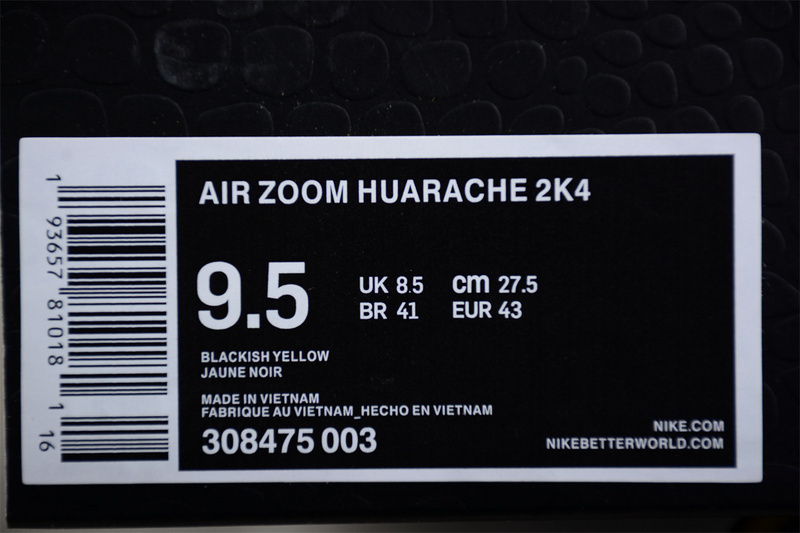 AIR ZOOM HUARACHE 2K4
9.5
UK 8.5 cm 27.5
BR 41 EUR 43
BLACKISH YELLOW
JAUNE NOIR
MADE IN VIETNAM
FABRIQUE AU VIETNAM_HECHO EN VIETNAM
308475 003
NIKE.COM
NIKEBETTERWORLD.COM
1 93657 81018 1 16